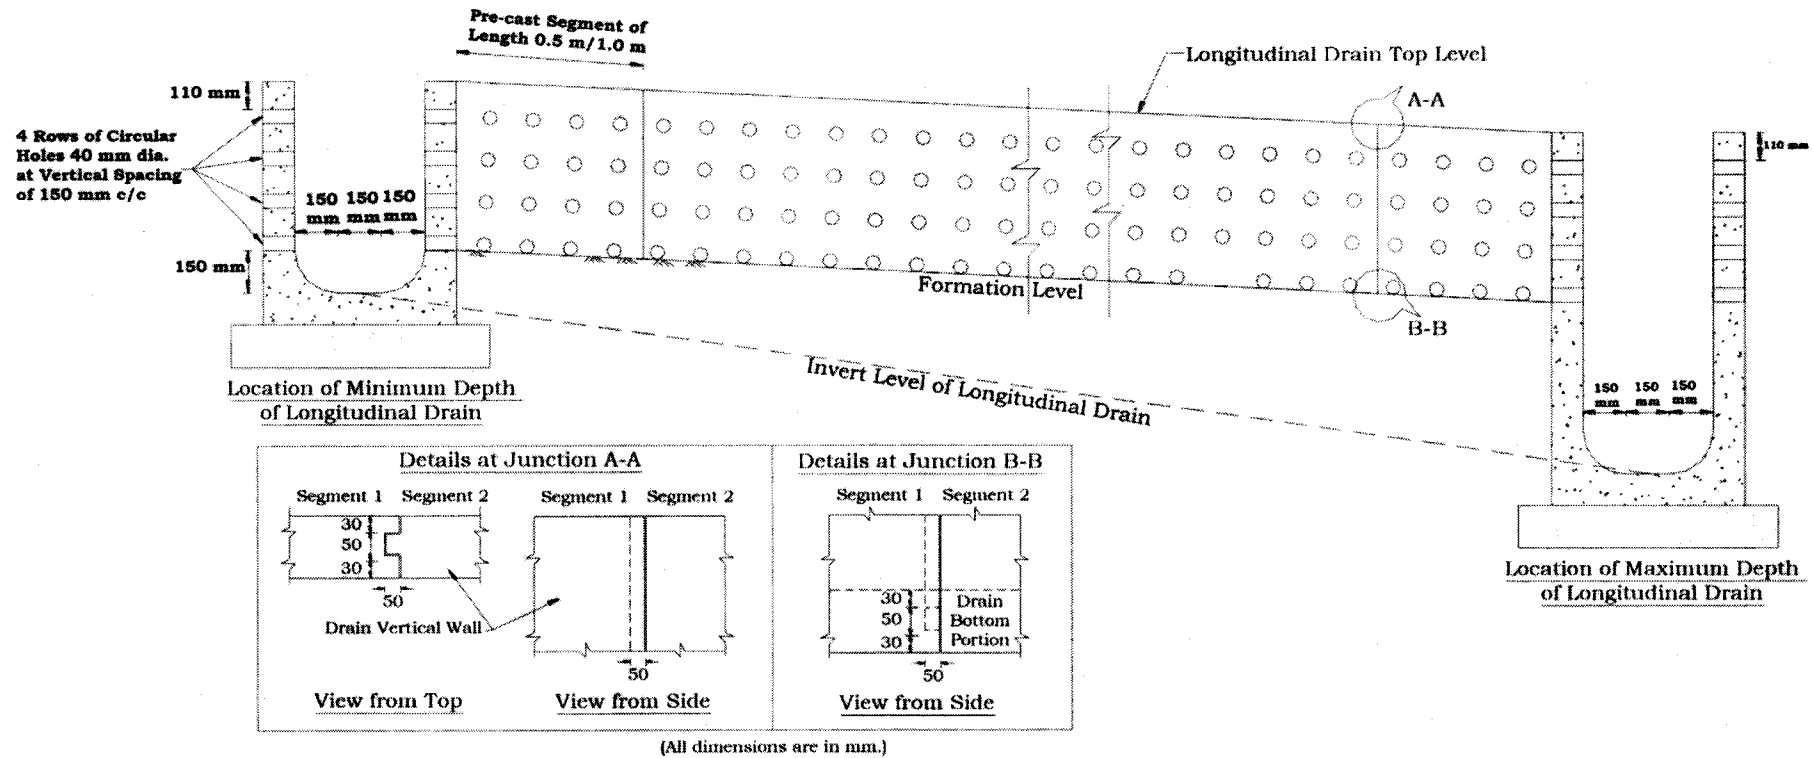 Pre-cast Segment of
Length 0.5 m/1.0 m
Longitudinal Drain Top Level
110 mm
A-A
4 Rows of Circular
Holes 40 mm dia.
at Vertical Spacing
of 150 mm c/c
110 mm
150 150 150
mm mm mm
150 mm
Formation Level
B-B
Invert Level of Longitudinal Drain
Location of Minimum Depth
of Longitudinal Drain
150 150 150
mm mm mm
Location of Maximum Depth
of Longitudinal Drain
Details at Junction A-A
Segment 1 Segment 2
30
50
30
50
Drain Vertical Wall
View from Top
Segment 1 Segment 2
50
View from Side
Details at Junction B-B
Segment 1 Segment 2
30
50
30
Drain
Bottom
Portion
50
View from Side
(All dimensions are in mm.)